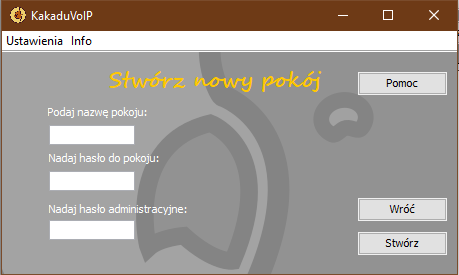 KakaduVoIP
Ustawienia Info
Stwórz nowy pokój
Pomoc
Podaj nazwę pokoju:
Nadaj hasło do pokoju:
Nadaj hasło administracyjne:
Wróć
Stwórz